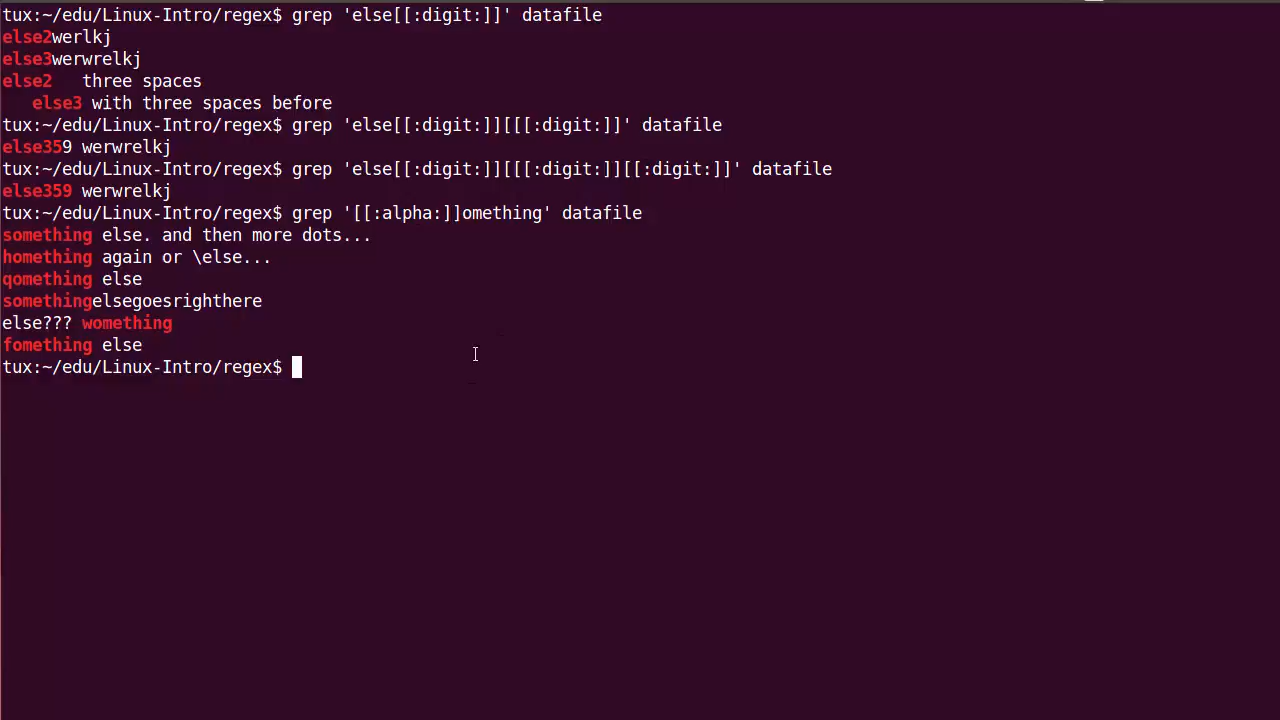 tux:~/edu/Linux-Intro/regex$ grep 'else[[:digit:]]' datafile
else2werlkj
else3werwrelkj
else2   three spaces
   else3 with three spaces before
tux:~/edu/Linux-Intro/regex$ grep 'else[[:digit:]][[[:digit:]]' datafile
else359 werwrelkj
tux:~/edu/Linux-Intro/regex$ grep 'else[[:digit:]][[[:digit:]][[:digit:]]' datafile
else359 werwrelkj
tux:~/edu/Linux-Intro/regex$ grep '[[:alpha:]]omething' datafile
something else. and then more dots...
homething again or \else...
qomething else
somethingelsegoesrighthere
else??? womething
fomething else
tux:~/edu/Linux-Intro/regex$